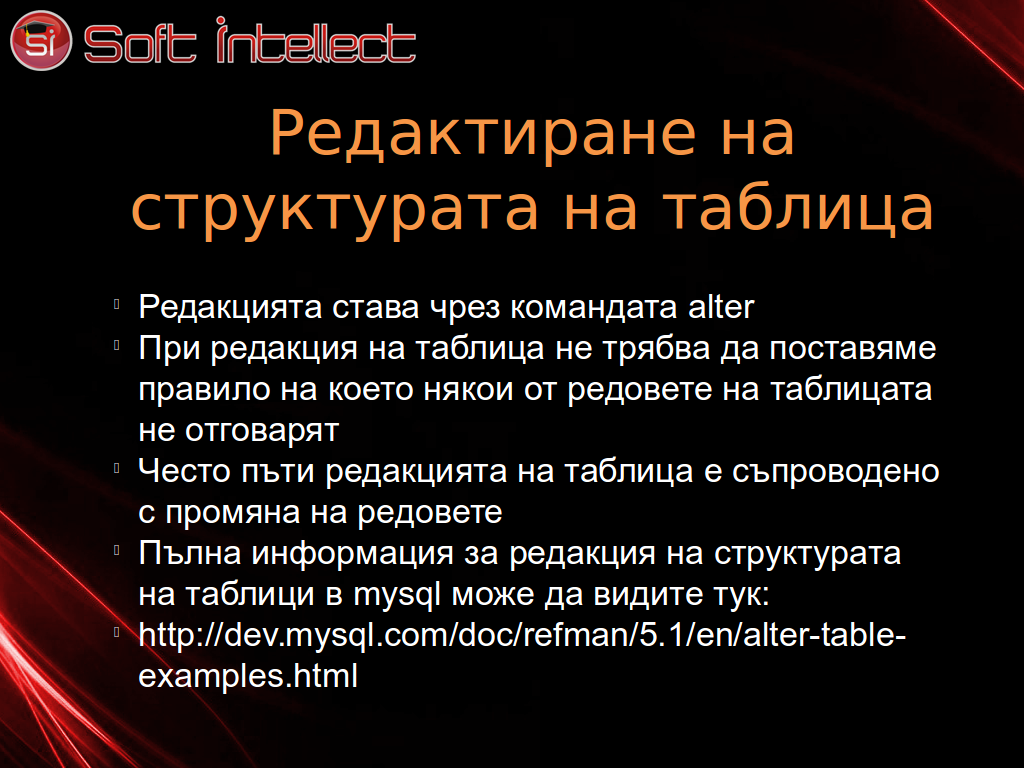 Si Soft Intellect
Редактиране на
структурата на таблица
Редакцията става чрез командата alter
При редакция на таблица не трябва да поставяме
правило на което някои от редовете на таблицата
не отговарят
Често пъти редакцията на таблица е съпроводено
с промяна на редовете
Пълна информация за редакция на структурата
на таблици в mysql може да видите тук:
http://dev.mysql.com/doc/refman/5.1/en/alter-table-
examples.html